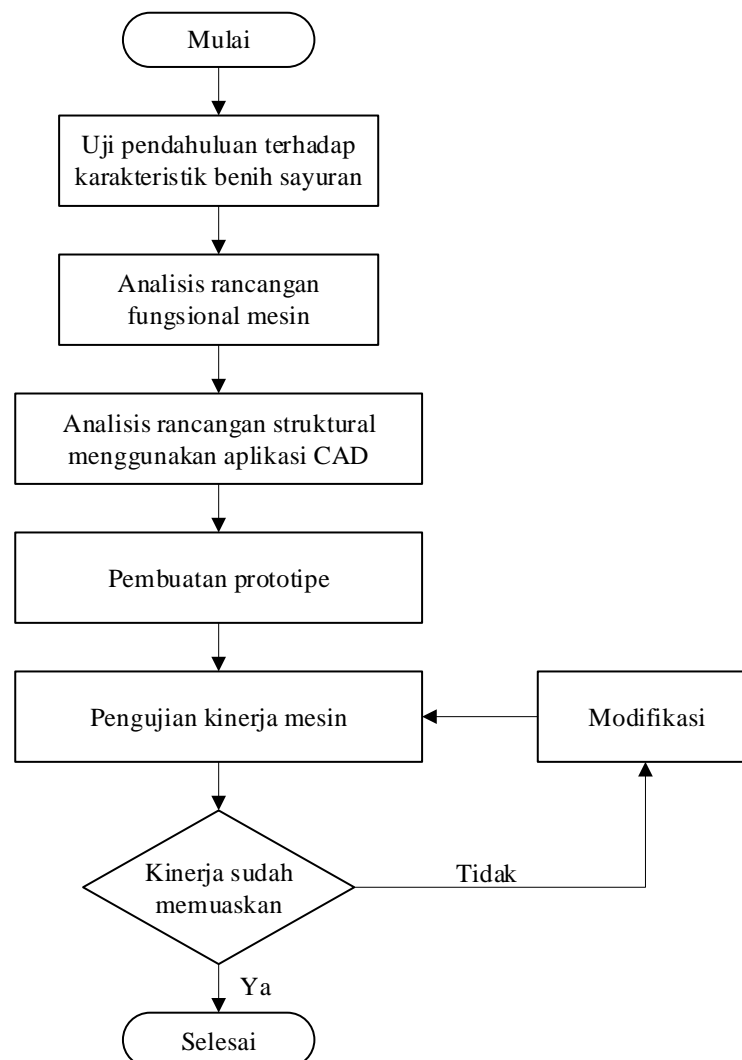 Mulai
Uji pendahuluan terhadap
karakteristik benih sayuran
Analisis rancangan
fungsional mesin
Analisis rancangan struktural
menggunakan aplikasi CAD
Pembuatan prototipe
Pengujian kinerja mesin
Modifikasi
Kinerja sudah
memuaskan
Tidak
Ya
Selesai